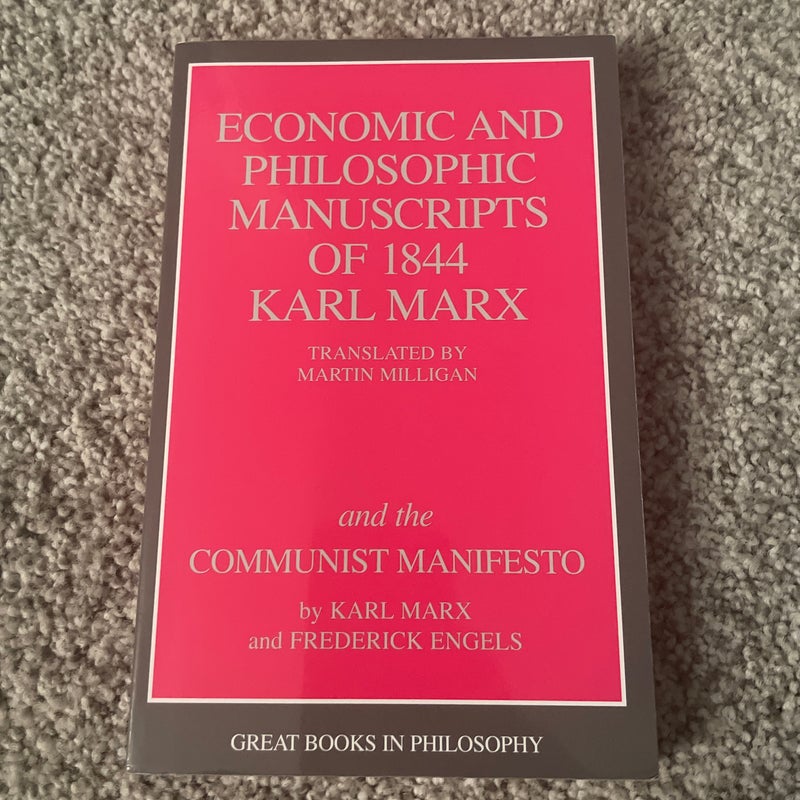 ECONOMIC AND
PHILOSOPHIC
MANUSCRIPTS
OF 1844
KARL MARX
TRANSLATED BY
MARTIN MILLIGAN
and the
COMMUNIST MANIFESTO
by KARL MARX
and FREDERICK ENGELS
GREAT BOOKS IN PHILOSOPHY